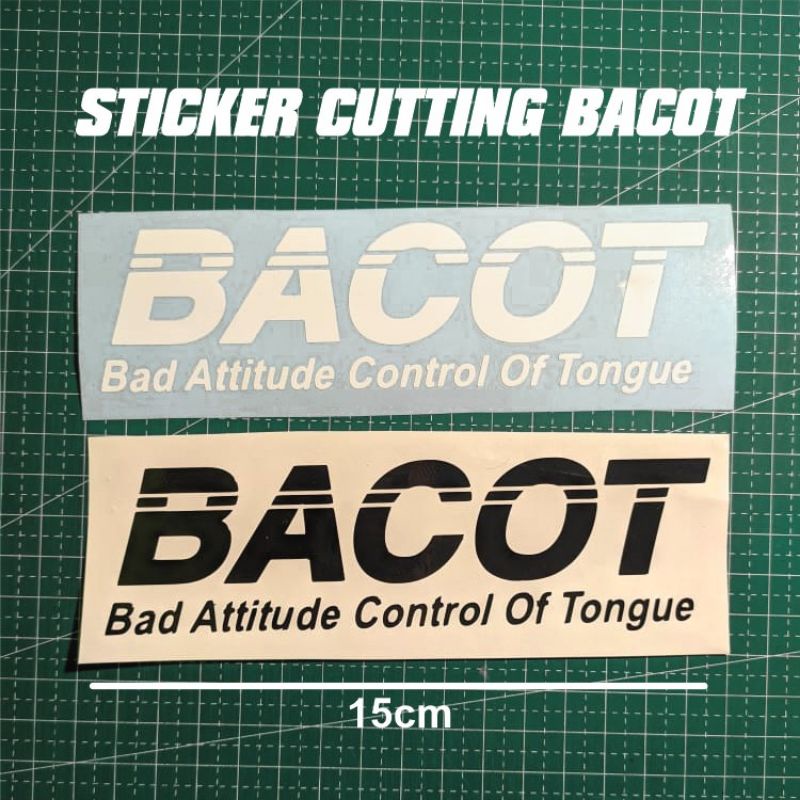 STICKER CUTTING BACOT
BACOT
Bad Attitude Control Of Tongue
BACOT
Bad Attitude Control Of Tongue
15cm